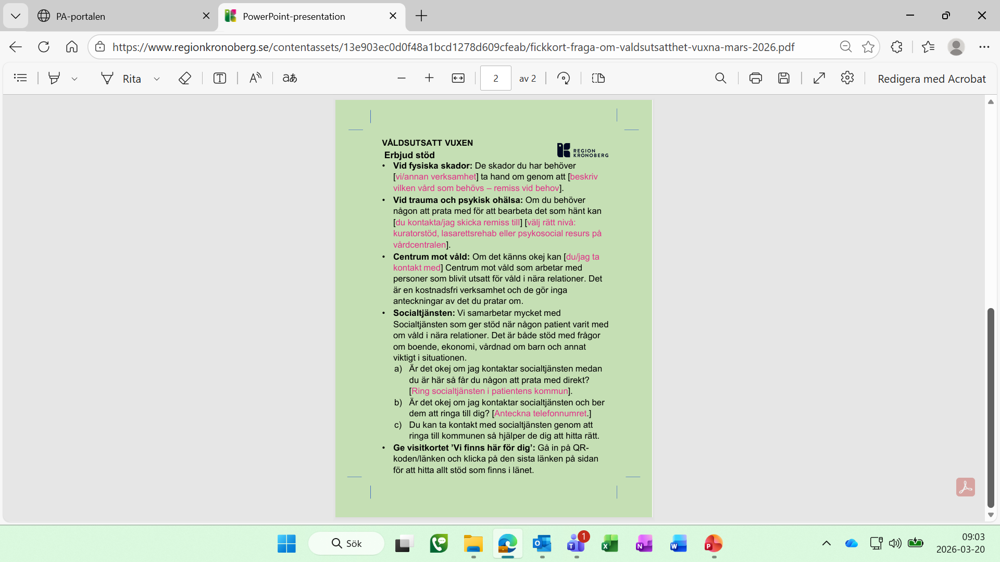 PA-portalen
PowerPoint-presentation
https://www.regionkronoberg.se/contentassets/13e903ec0d0f48a1bcd1278d609cfeab/fickkort-fraga-om-valdsutsatthet-vuxna-mars-2026.pdf
Rita
aあ
2
av 2
Redigera med Acrobat
VÅLDSUTSATT VUXEN
Erbjud stöd
REGION
KRONOBERG
• Vid fysiska skador: De skador du har behöver
[vi/annan verksamhet] ta hand om genom att [beskriv
vilken vård som behövs – remiss vid behov].
• Vid trauma och psykisk ohälsa: Om du behöver
någon att prata med för att bearbeta det som hänt kan
[du kontakta/jag skicka remiss till] [välj rätt nivå:
kuratorstöd, lasarettsrehab eller psykosocial resurs på
vårdcentralen].
• Centrum mot våld: Om det känns okej kan [du/jag ta
kontakt med] Centrum mot våld som arbetar med
personer som blivit utsatt för våld i nära relationer. Det
är en kostnadsfri verksamhet och de gör inga
anteckningar av det du pratar om.
• Socialtjänsten: Vi samarbetar mycket med
Socialtjänsten som ger stöd när någon patient varit med
om våld i nära relationer. Det är både stöd med frågor
om boende, ekonomi, vårdnad om barn och annat
viktigt i situationen.
a) Är det okej om jag kontaktar socialtjänsten medan
du är här så får du någon att prata med direkt?
[Ring socialtjänsten i patientens kommun].
b) Är det okej om jag kontaktar socialtjänsten och ber
dem att ringa till dig? [Anteckna telefonnumret.]
c) Du kan ta kontakt med socialtjänsten genom att
ringa till kommunen så hjälper de dig att hitta rätt.
• Ge visitkortet ’Vi finns här för dig’: Gå in på QR-
koden/länken och klicka på den sista länken på sidan
för att hitta allt stöd som finns i länet.
Sök
1
09:03
2026-03-20